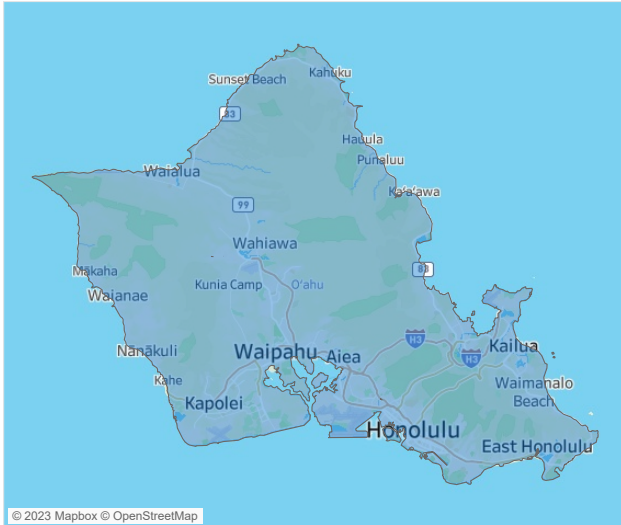 Kahuku
Sunset Beach
83
Hauula
Punaluu
Waialua
Ka'a'awa
99
Wahiawa
83
Mākaha
Kunia Camp
O'ahu
Waianae
H3
Kailua
Nānākuli
Waipahu
Aiea
H3
Kahe
Waimanalo
Beach
Kapolei
Honolulu
East Honolulu
© 2023 Mapbox © OpenStreetMap